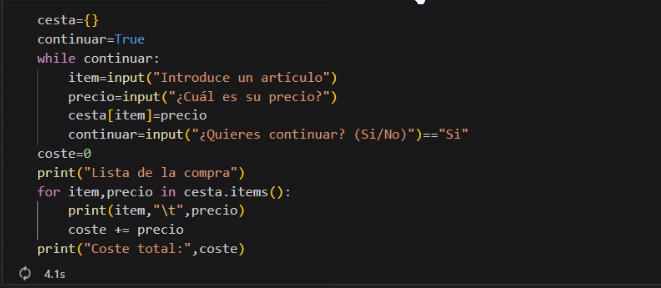 cesta={}
continuar=True
while continuar:
    item=input("Introduce un artículo")
    precio=input("¿Cuál es su precio?")
    cesta[item]=precio
    continuar=input("¿Quieres continuar? (Si/No)")=="Si"
coste=0
print("Lista de la compra")
for item,precio in cesta.items():
    print(item,"\t",precio)
    coste += precio
print("Coste total:",coste)
4.1s